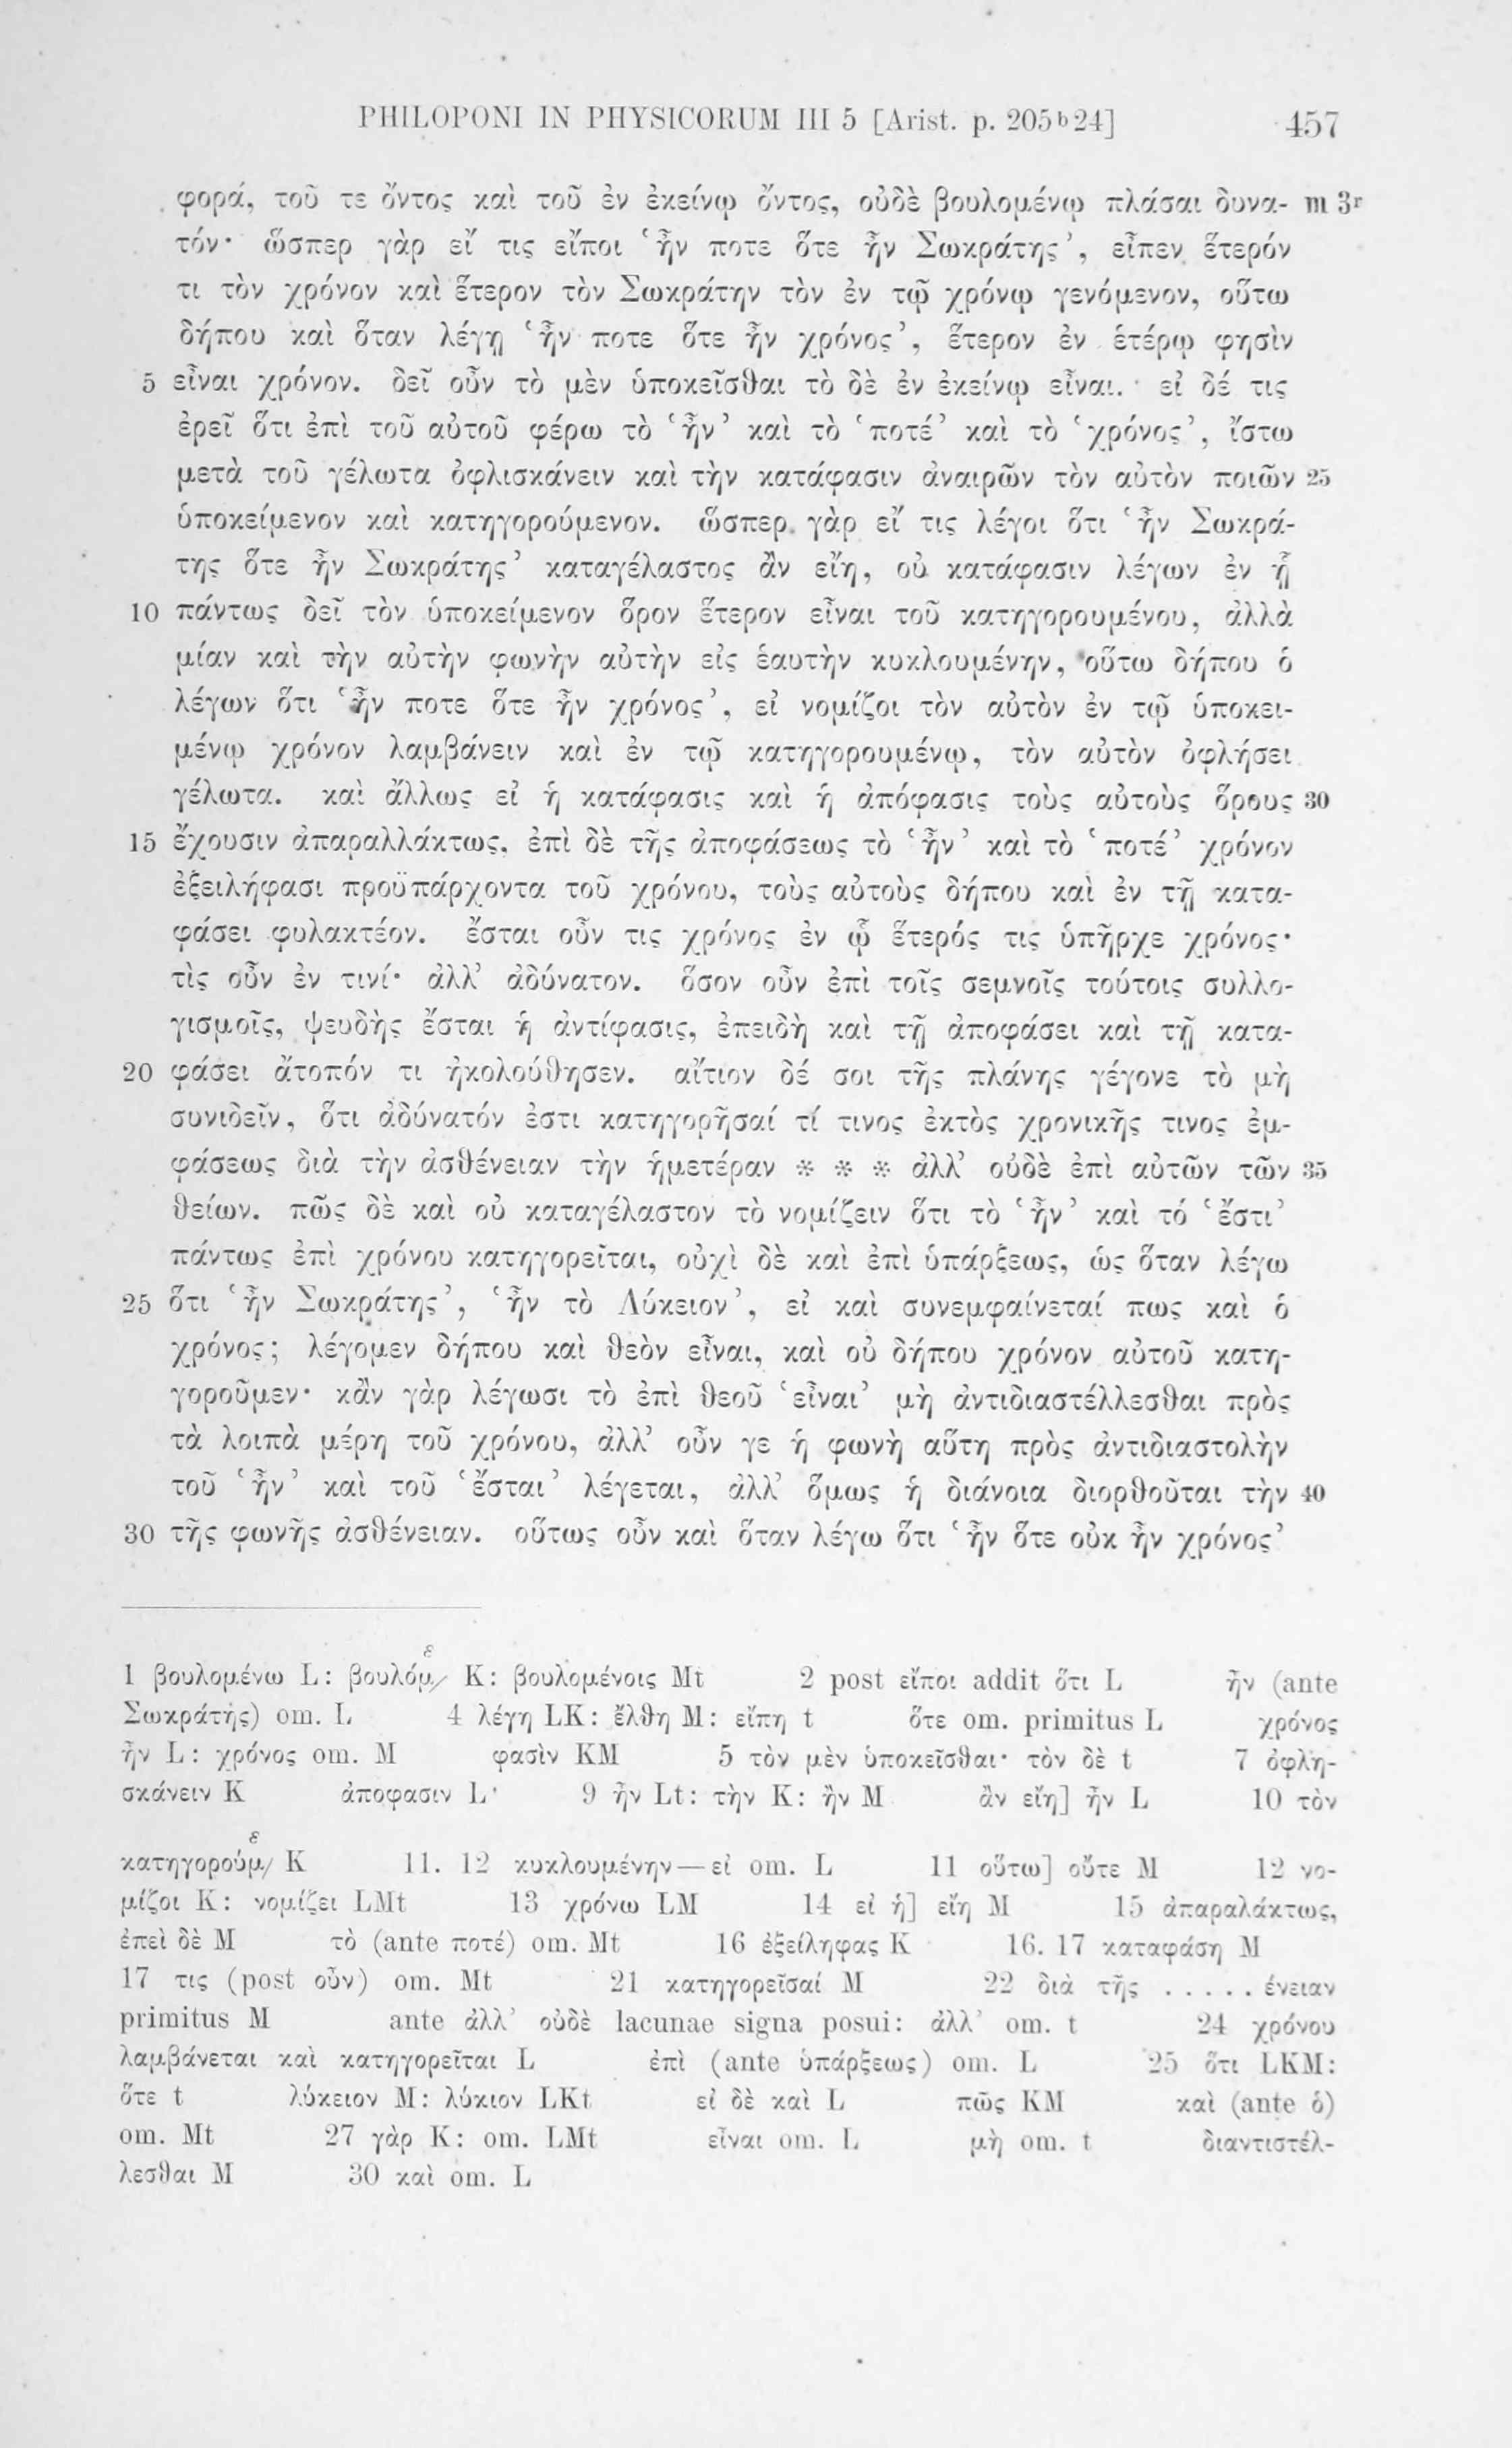 PHILOPONI IN PHYSICORUM III 5 [Arist. p. 205ᵇ24] 457
φορά, τοῦ τε ὄντος καὶ τοῦ ἐν ἐκείνῳ ὄντος, οὐδὲ βουλομένῳ πλάσαι δυνα- m 3ʳ
τόν· ὥσπερ γὰρ εἴ τις εἴποι ‘ἦν ποτε ὅτε ἦν Σωκράτης’, εἶπεν ἕτερόν
τι τὸν χρόνον καὶ ἕτερον τὸν Σωκράτην τὸν ἐν τῷ χρόνῳ γενόμενον, οὕτω
δήπου καὶ ὅταν λέγῃ ‘ἦν ποτε ὅτε ἦν χρόνος’, ἕτερον ἐν ἑτέρῳ φησὶν
5 εἶναι χρόνον. δεῖ οὖν τὸ μὲν ὑποκεῖσθαι τὸ δὲ ἐν ἐκείνῳ εἶναι. εἰ δέ τις
ἐρεῖ ὅτι ἐπὶ τοῦ αὐτοῦ φέρω τὸ ‘ἦν’ καὶ τὸ ‘ποτέ’ καὶ τὸ ‘χρόνος’, ἴστω
μετὰ τοῦ γέλωτα ὀφλισκάνειν καὶ τὴν κατάφασιν ἀναιρῶν τὸν αὐτὸν ποιῶν 25
ὑποκείμενον καὶ κατηγορούμενον. ὥσπερ γὰρ εἴ τις λέγοι ὅτι ‘ἦν Σωκρά-
της ὅτε ἦν Σωκράτης’ καταγέλαστος ἂν εἴη, οὐ κατάφασιν λέγων ἐν ᾗ
10 πάντως δεῖ τὸν ὑποκείμενον ὅρον ἕτερον εἶναι τοῦ κατηγορουμένου, ἀλλὰ
μίαν καὶ τὴν αὐτὴν φωνὴν αὐτὴν εἰς ἑαυτὴν κυκλουμένην, οὕτω δήπου ὁ
λέγων ὅτι ‘ἦν ποτε ὅτε ἦν χρόνος’, εἰ νομίζοι τὸν αὐτὸν ἐν τῷ ὑποκει-
μένῳ χρόνον λαμβάνειν καὶ ἐν τῷ κατηγορουμένῳ, τὸν αὐτὸν ὀφλήσει
γέλωτα. καὶ ἄλλως εἰ ἡ κατάφασις καὶ ἡ ἀπόφασις τοὺς αὐτοὺς ὅρους 30
15 ἔχουσιν ἀπαραλλάκτως, ἐπὶ δὲ τῆς ἀποφάσεως τὸ ‘ἦν’ καὶ τὸ ‘ποτέ’ χρόνον
ἐξειλήφασι προϋπάρχοντα τοῦ χρόνου, τοὺς αὐτοὺς δήπου καὶ ἐν τῇ κατα-
φάσει φυλακτέον. ἔσται οὖν τις χρόνος ἐν ᾧ ἕτερός τις ὑπῆρχε χρόνος·
τὶς οὖν ἐν τινί· ἀλλ’ ἀδύνατον. ὅσον οὖν ἐπὶ τοῖς σεμνοῖς τούτοις συλλο-
γισμοῖς, ψευδὴς ἔσται ἡ ἀντίφασις, ἐπειδὴ καὶ τῇ ἀποφάσει καὶ τῇ κατα-
20 φάσει ἄτοπόν τι ἠκολούθησεν. αἴτιον δέ σοι τῆς πλάνης γέγονε τὸ μὴ
συνιδεῖν, ὅτι ἀδύνατόν ἐστι κατηγορῆσαί τί τινος ἐκτὸς χρονικῆς τινος ἐμ-
φάσεως διὰ τὴν ἀσθένειαν τὴν ἡμετέραν * * * ἀλλ’ οὐδὲ ἐπὶ αὐτῶν τῶν 35
θείων. πῶς δὲ καὶ οὐ καταγέλαστον τὸ νομίζειν ὅτι τὸ ‘ἦν’ καὶ τό ‘ἔστι’
πάντως ἐπὶ χρόνου κατηγορεῖται, οὐχὶ δὲ καὶ ἐπὶ ὑπάρξεως, ὡς ὅταν λέγω
25 ὅτι ‘ἦν Σωκράτης’, ‘ἦν τὸ Λύκειον’, εἰ καὶ συνεμφαίνεταί πως καὶ ὁ
χρόνος; λέγομεν δήπου καὶ θεὸν εἶναι, καὶ οὐ δήπου χρόνον αὐτοῦ κατη-
γοροῦμεν· κἂν γὰρ λέγωσι τὸ ἐπὶ θεοῦ ‘εἶναι’ μὴ ἀντιδιαστέλλεσθαι πρὸς
τὰ λοιπὰ μέρη τοῦ χρόνου, ἀλλ’ οὖν γε ἡ φωνὴ αὕτη πρὸς ἀντιδιαστολὴν
τοῦ ‘ἦν’ καὶ τοῦ ‘ἔσται’ λέγεται, ἀλλ’ ὅμως ἡ διάνοια διορθοῦται τὴν 40
30 τῆς φωνῆς ἀσθένειαν. οὕτως οὖν καὶ ὅταν λέγω ὅτι ‘ἦν ὅτε οὐκ ἦν χρόνος’
1 βουλομένω L: βουλόμ/ε K: βουλομένοις Mt 2 post εἴποι addit ὅτι L ἦν (ante
Σωκράτης) om. L 4 λέγη LK: ἔλθη M: εἴπη t ὅτε om. primitus L χρόνος
ἦν L: χρόνος om. M φασὶν KM 5 τὸν μὲν ὑποκεῖσθαι· τὸν δὲ t 7 ὀφλη-
σκάνειν K ἀποφασιν L 9 ἦν Lt: τὴν K: ἢν M ἂν εἴη] ἦν L 10 τὸν
κατηγορούμ/ε K 11. 12 κυκλουμένην—εἰ om. L 11 οὕτω] οὔτε M 12 νο-
μίζοι K: νομίζει LMt 13 χρόνω LM 14 εἰ ἡ] εἴη M 15 ἀπαραλάκτως,
ἐπεὶ δὲ M τὸ (ante ποτέ) om. Mt 16 ἐξείληφας K 16. 17 καταφάση M
17 τις (post οὖν) om. Mt 21 κατηγορεῖσαί M 22 διὰ τῆς ..... ένειαν
primitus M ante ἀλλ’ οὐδὲ lacunae signa posui: ἀλλ’ om. t 24 χρόνου
λαμβάνεται καὶ κατηγορεῖται L ἐπὶ (ante ὑπάρξεως) om. L 25 ὅτι LKM:
ὅτε t λύκειον M: λύκιον LKt εἰ δὲ καὶ L πῶς KM καὶ (ante ὁ)
om. Mt 27 γὰρ K: om. LMt εἶναι om. L μὴ om. t διαντιστέλ-
λεσθαι M 30 καὶ om. L